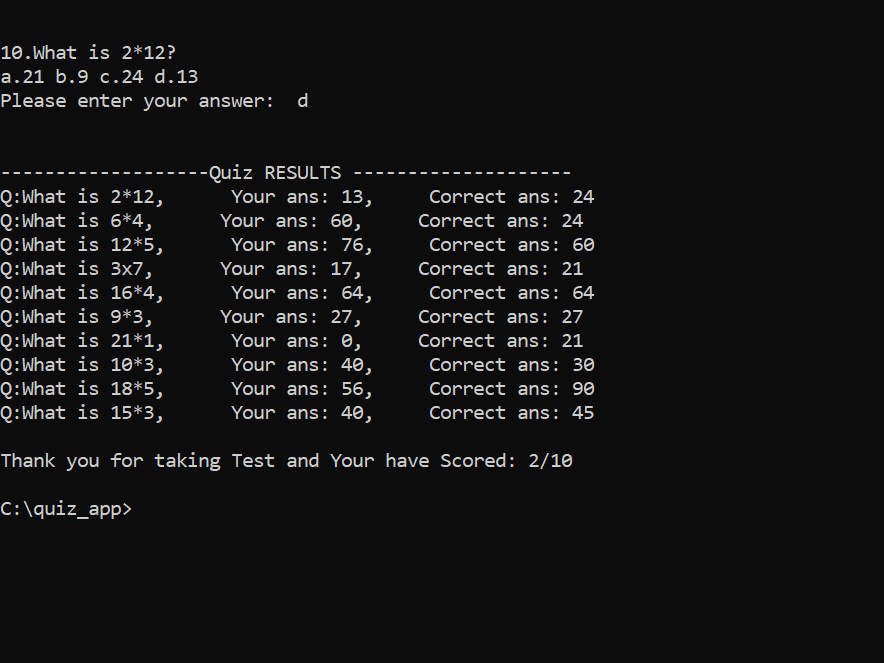 10.What is 2*12?
a.21 b.9 c.24 d.13
Please enter your answer:  d
-------------------Quiz RESULTS --------------------
Q:What is 2*12,      Your ans: 13,     Correct ans: 24
Q:What is 6*4,      Your ans: 60,     Correct ans: 24
Q:What is 12*5,      Your ans: 76,     Correct ans: 60
Q:What is 3x7,      Your ans: 17,     Correct ans: 21
Q:What is 16*4,      Your ans: 64,     Correct ans: 64
Q:What is 9*3,      Your ans: 27,     Correct ans: 27
Q:What is 21*1,      Your ans: 0,     Correct ans: 21
Q:What is 10*3,      Your ans: 40,     Correct ans: 30
Q:What is 18*5,      Your ans: 56,     Correct ans: 90
Q:What is 15*3,      Your ans: 40,     Correct ans: 45
Thank you for taking Test and Your have Scored: 2/10
C:\quiz_app>